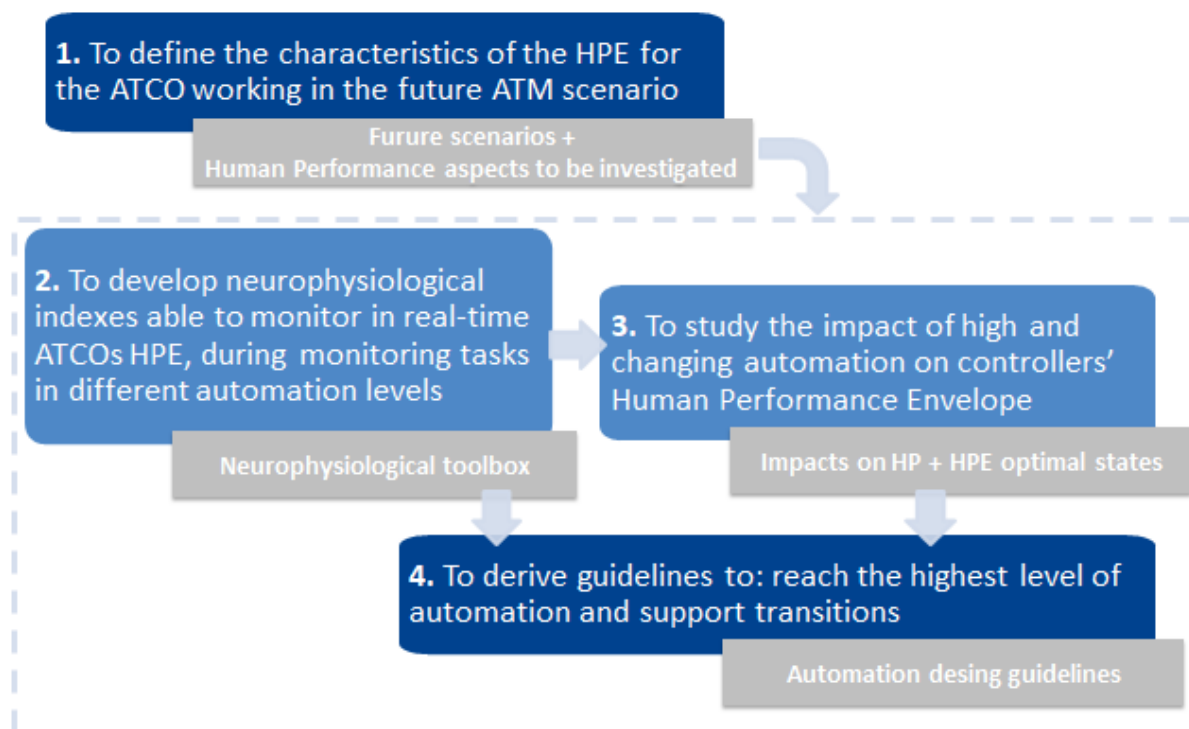 1. To define the characteristics of the HPE for
the ATCO working in the future ATM scenario
Furure scenarios +
Human Performance aspects to be investigated
2. To develop neurophysiological
indexes able to monitor in real-time
ATCOs HPE, during monitoring tasks
in different automation levels
Neurophysiological toolbox
3. To study the impact of high and
changing automation on controllers’
Human Performance Envelope
Impacts on HP + HPE optimal states
4. To derive guidelines to: reach the highest level of
automation and support transitions
Automation desing guidelines